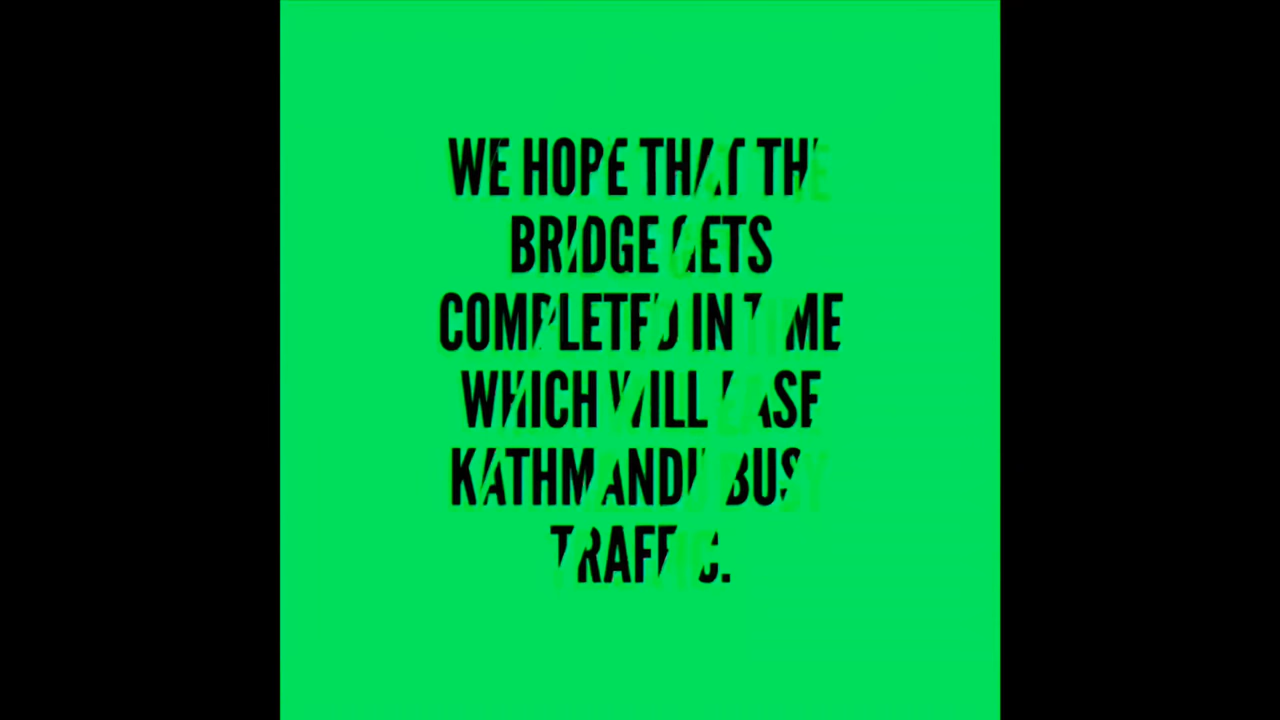 WE HOPE THAT THE
BRIDGE GETS
COMPLETED IN TIME
WHICH WILL EASE
KATHMANDU BUSY
TRAFFIC.